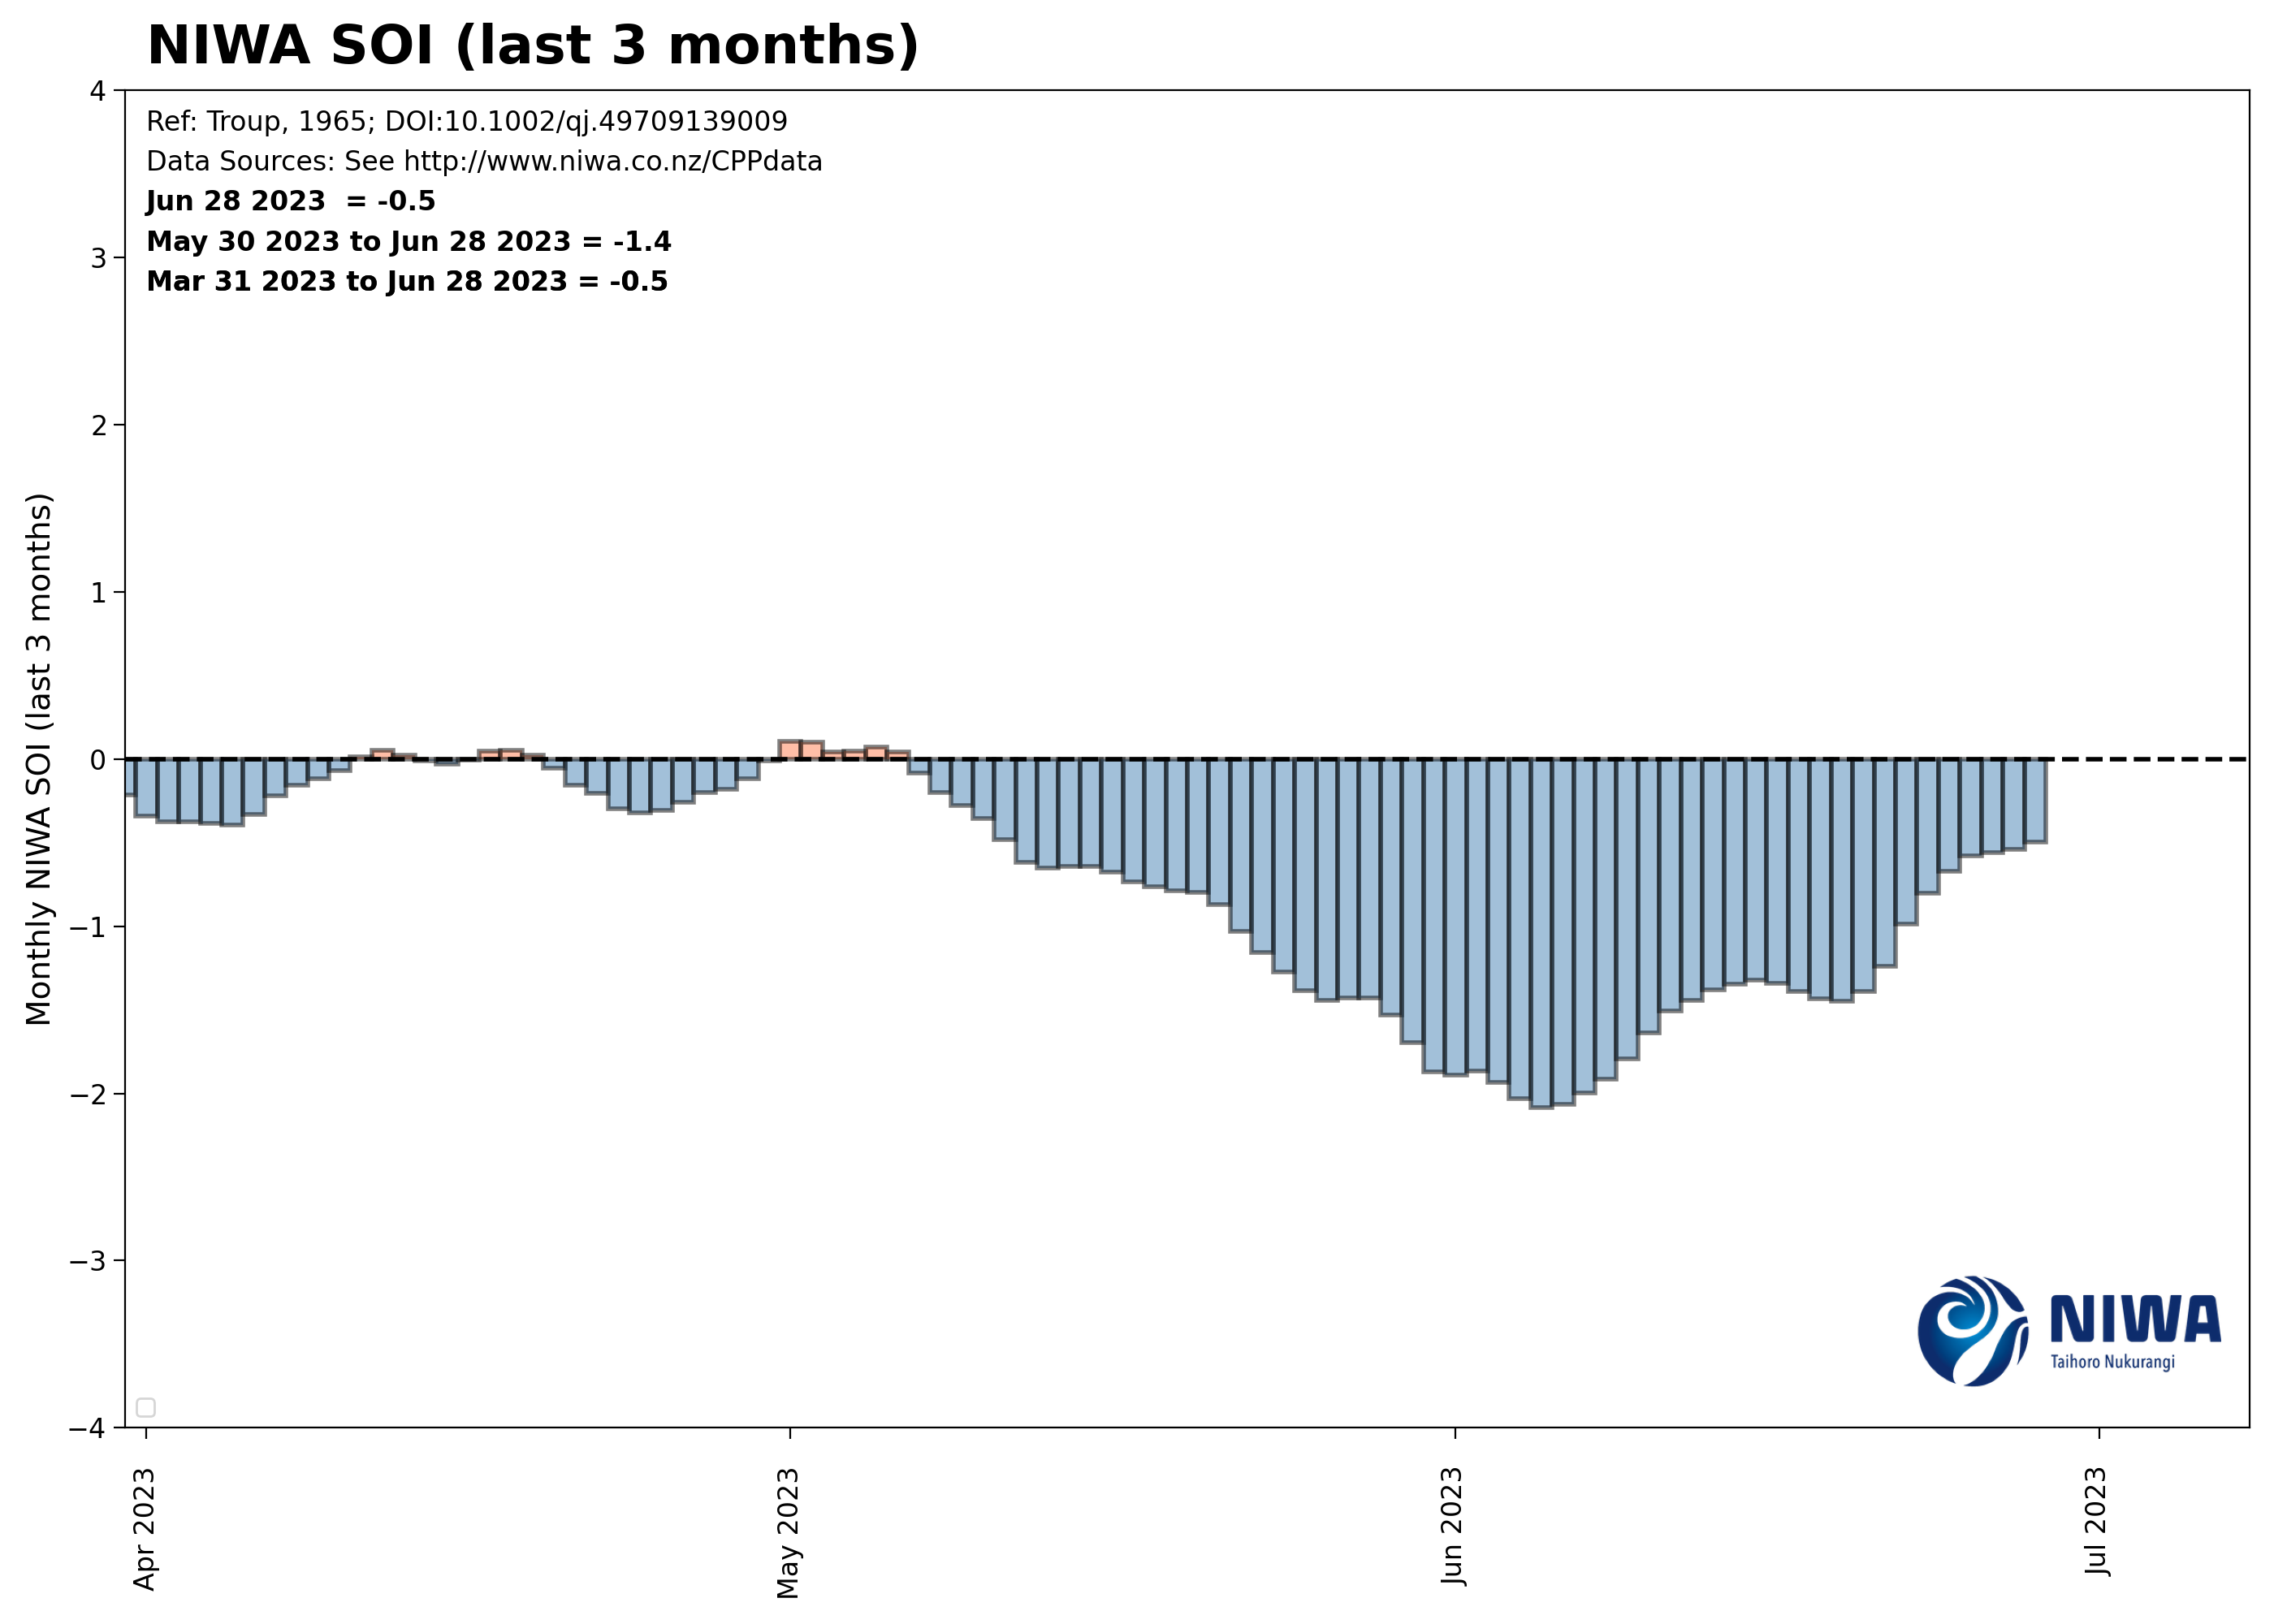 NIWA SOI (last 3 months)
Ref: Troup, 1965; DOI:10.1002/qj.49709139009
Data Sources: See http://www.niwa.co.nz/CPPdata
Jun 28 2023  = -0.5
May 30 2023 to Jun 28 2023 = -1.4
Mar 31 2023 to Jun 28 2023 = -0.5
Monthly NIWA SOI (last 3 months)
4
3
2
1
0
−1
−2
−3
−4
Apr 2023
May 2023
Jun 2023
Jul 2023
NIWA
Taihoro Nukurangi